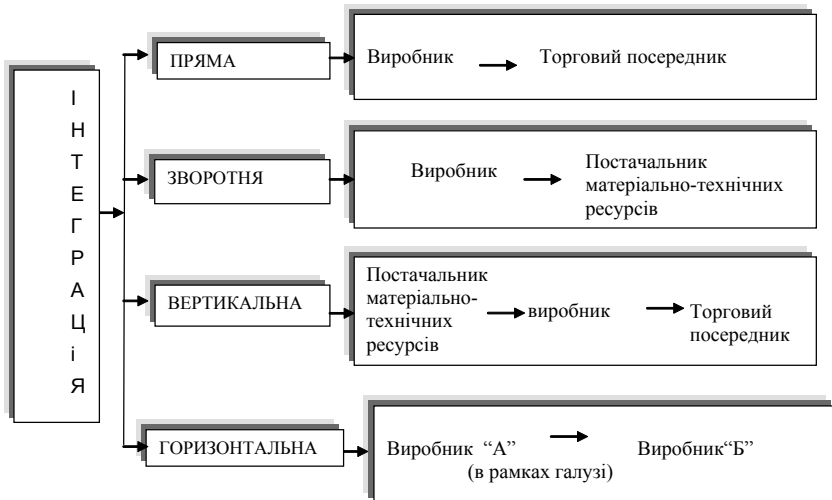 ІНТЕГРАЦіЯ
ПРЯМА
Виробник Торговий посередник
ЗВОРОТНЯ
Виробник Постачальник
матеріально-технічних
ресурсів
ВЕРТИКАЛЬНА
Постачальник
матеріально-
технічних
ресурсів
виробник
Торговий
посередник
ГОРИЗОНТАЛЬНА
Виробник “А” Виробник“Б”
(в рамках галузі)